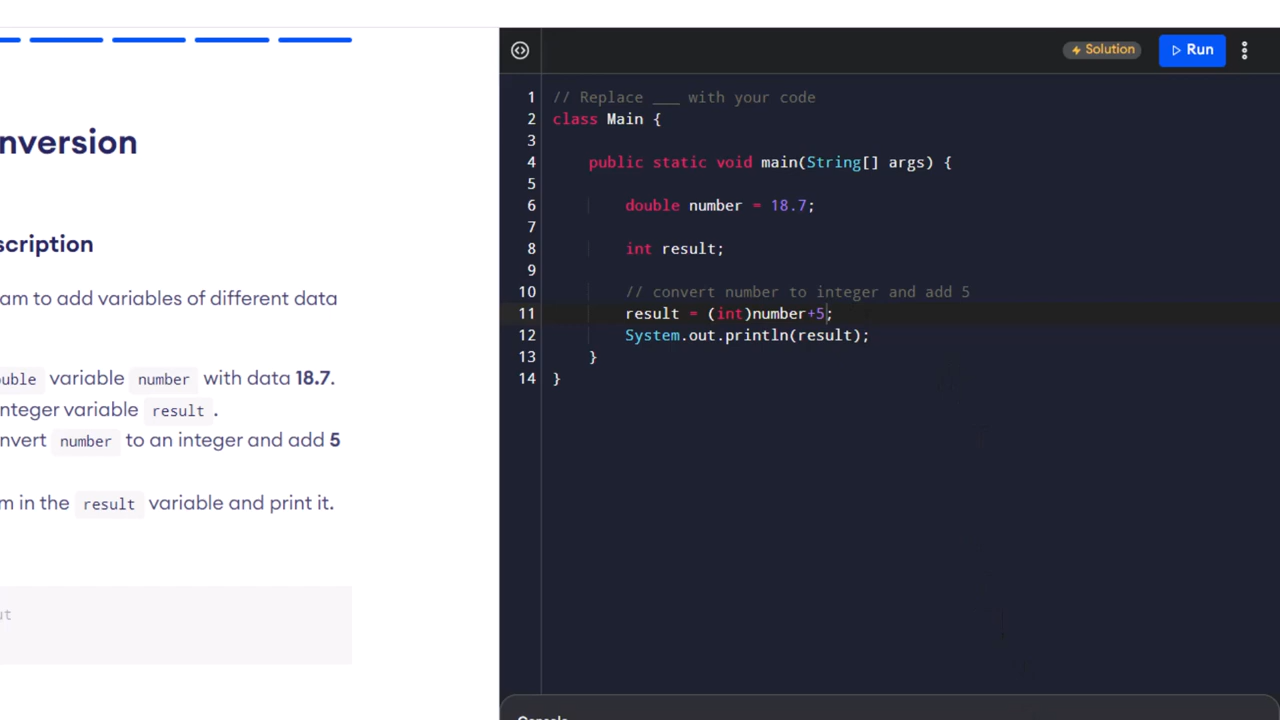 nversion
scription
am to add variables of different data
uble variable number with data 18.7.
nteger variable result .
nvert number to an integer and add 5
m in the result variable and print it.
ut
Solution
Run
1 // Replace ___ with your code
2 class Main {
3
4 public static void main(String[] args) {
5
6 double number = 18.7;
7
8 int result;
9
10 // convert number to integer and add 5
11 result = (int)number+5;
12 System.out.println(result);
13 }
14 }
Console